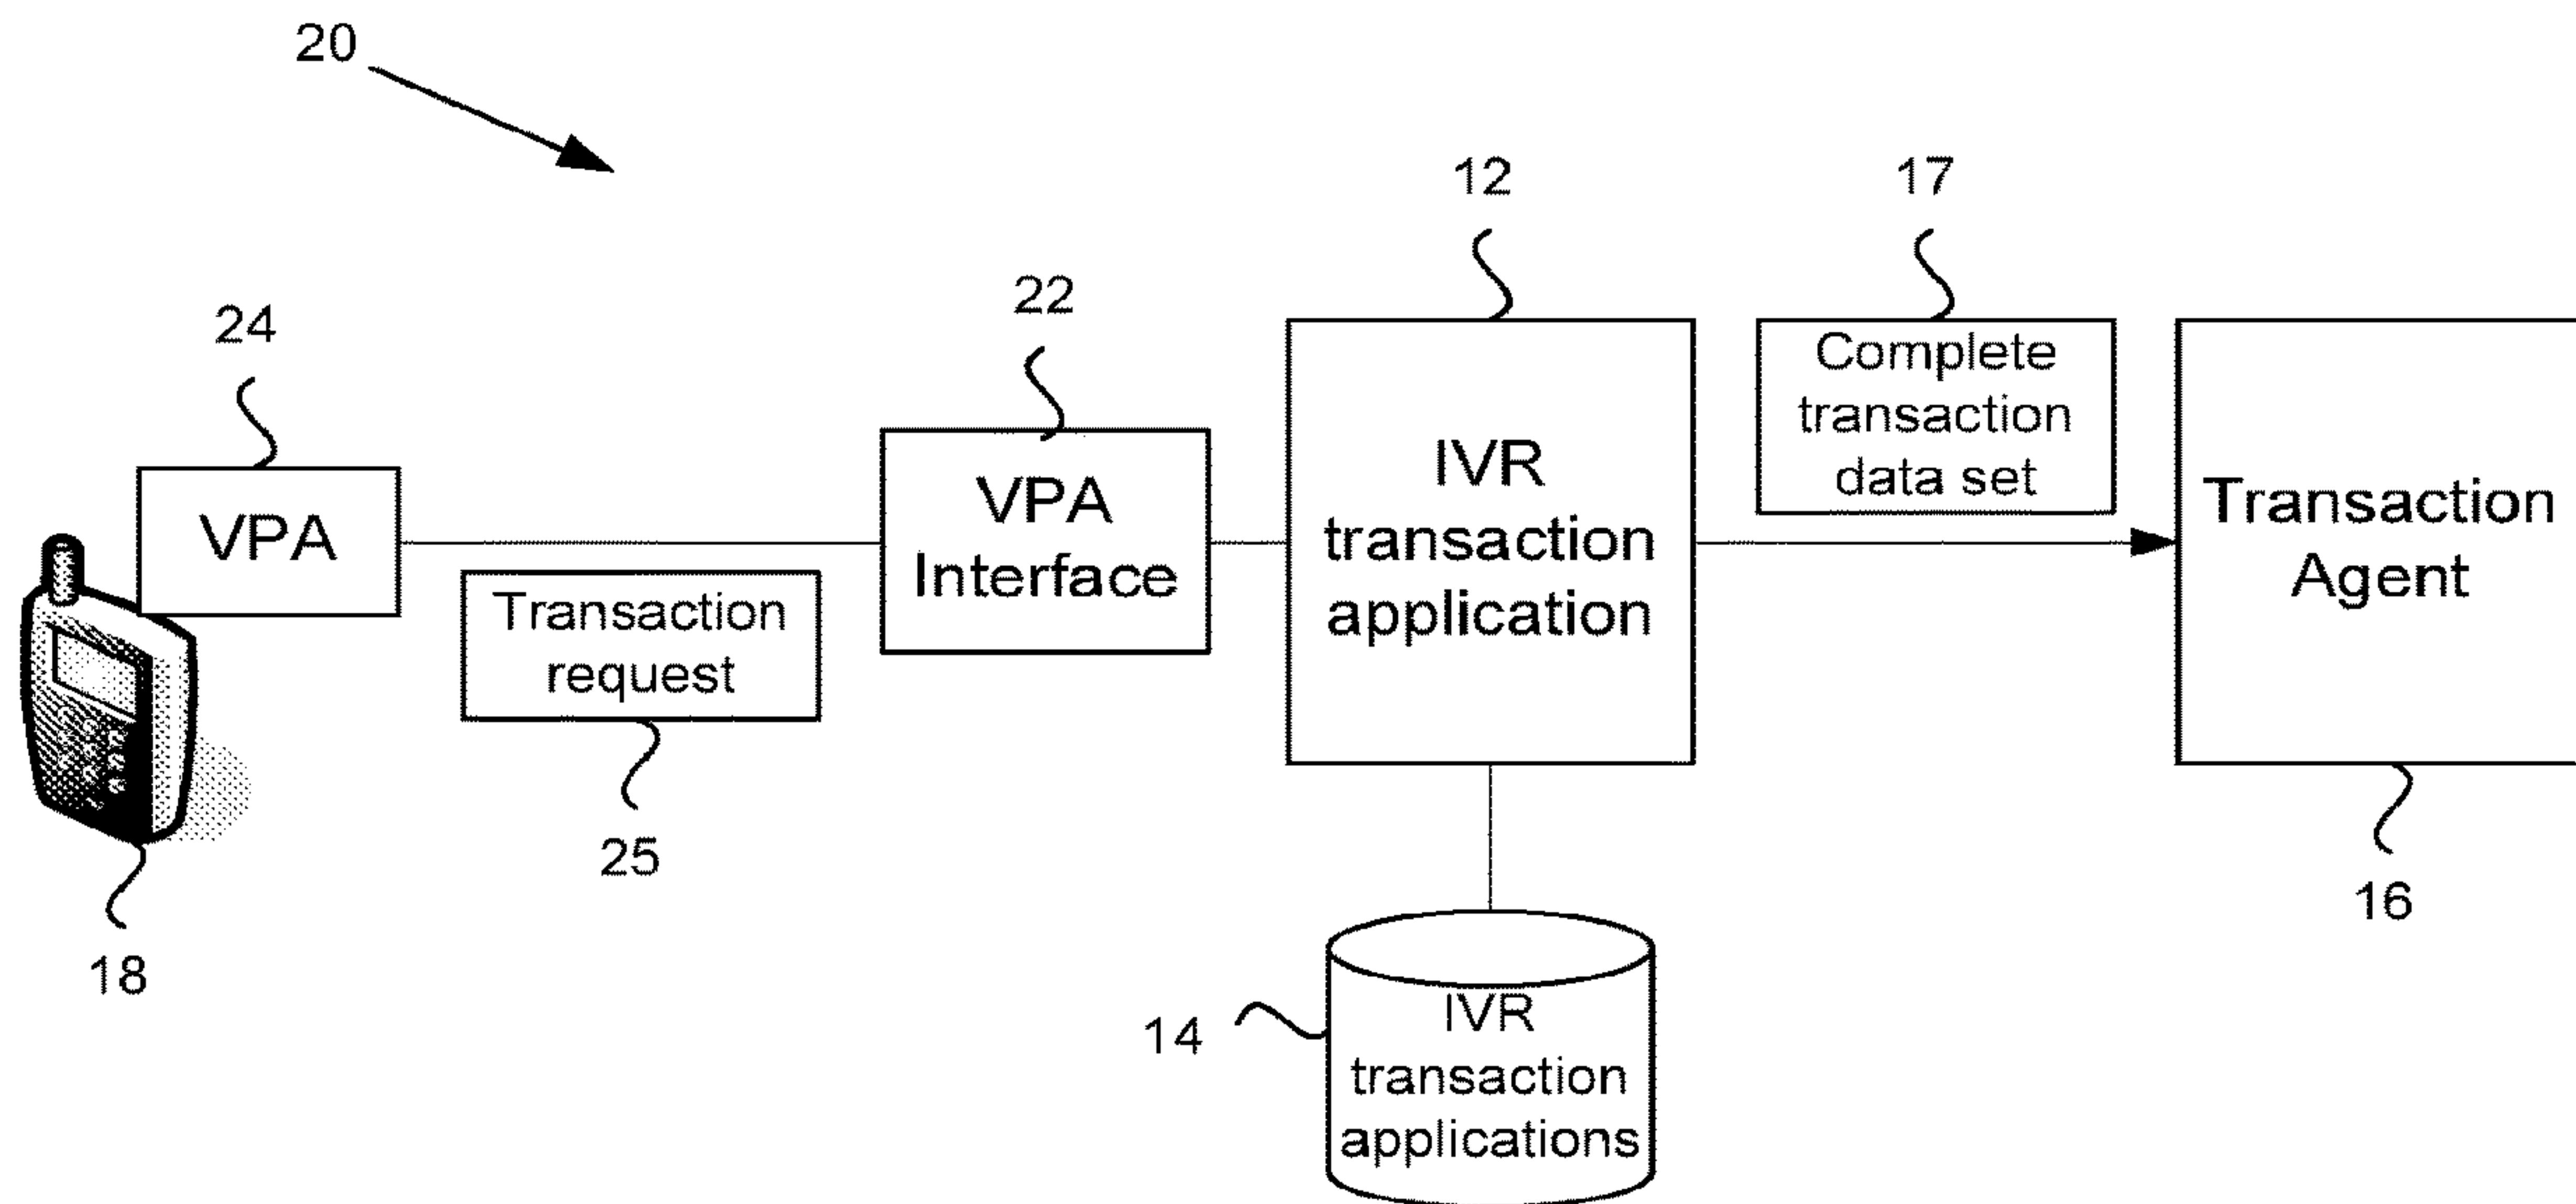 20
12
17
22
24
Complete
transaction
data set
IVR
transaction
application
Transaction
Agent
VPA
Interface
VPA
Transaction
request
25
16
18
14
IVR
transaction
applications